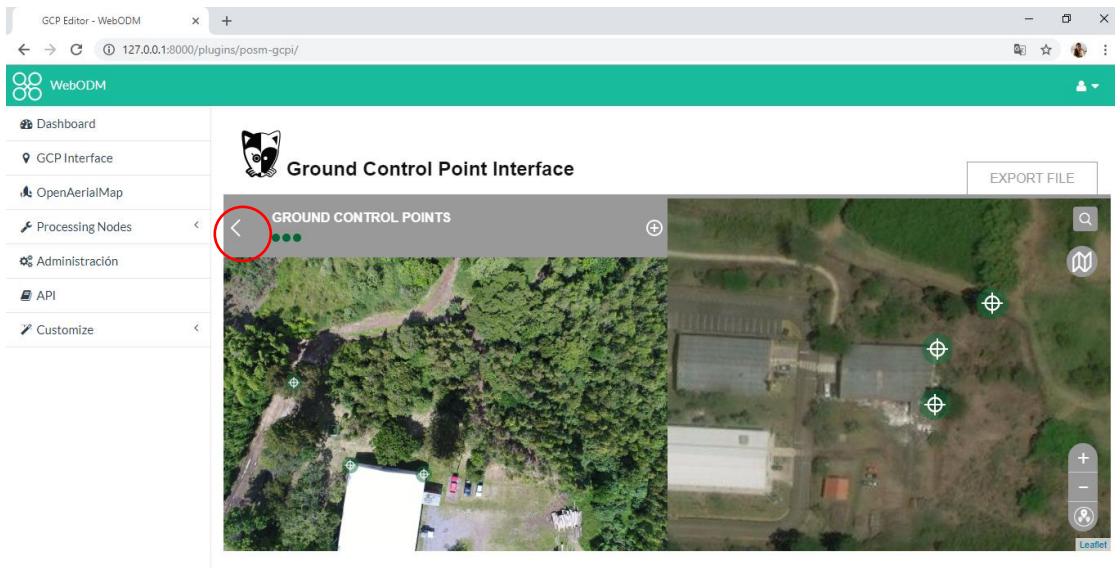 GCP Editor - WebODM
127.0.0.1:8000/plugins/posm-gcpi/
WebODM
Dashboard
GCP Interface
OpenAerialMap
Processing Nodes
Administración
API
Customize
Ground Control Point Interface
EXPORT FILE
GROUND CONTROL POINTS
Leaflet